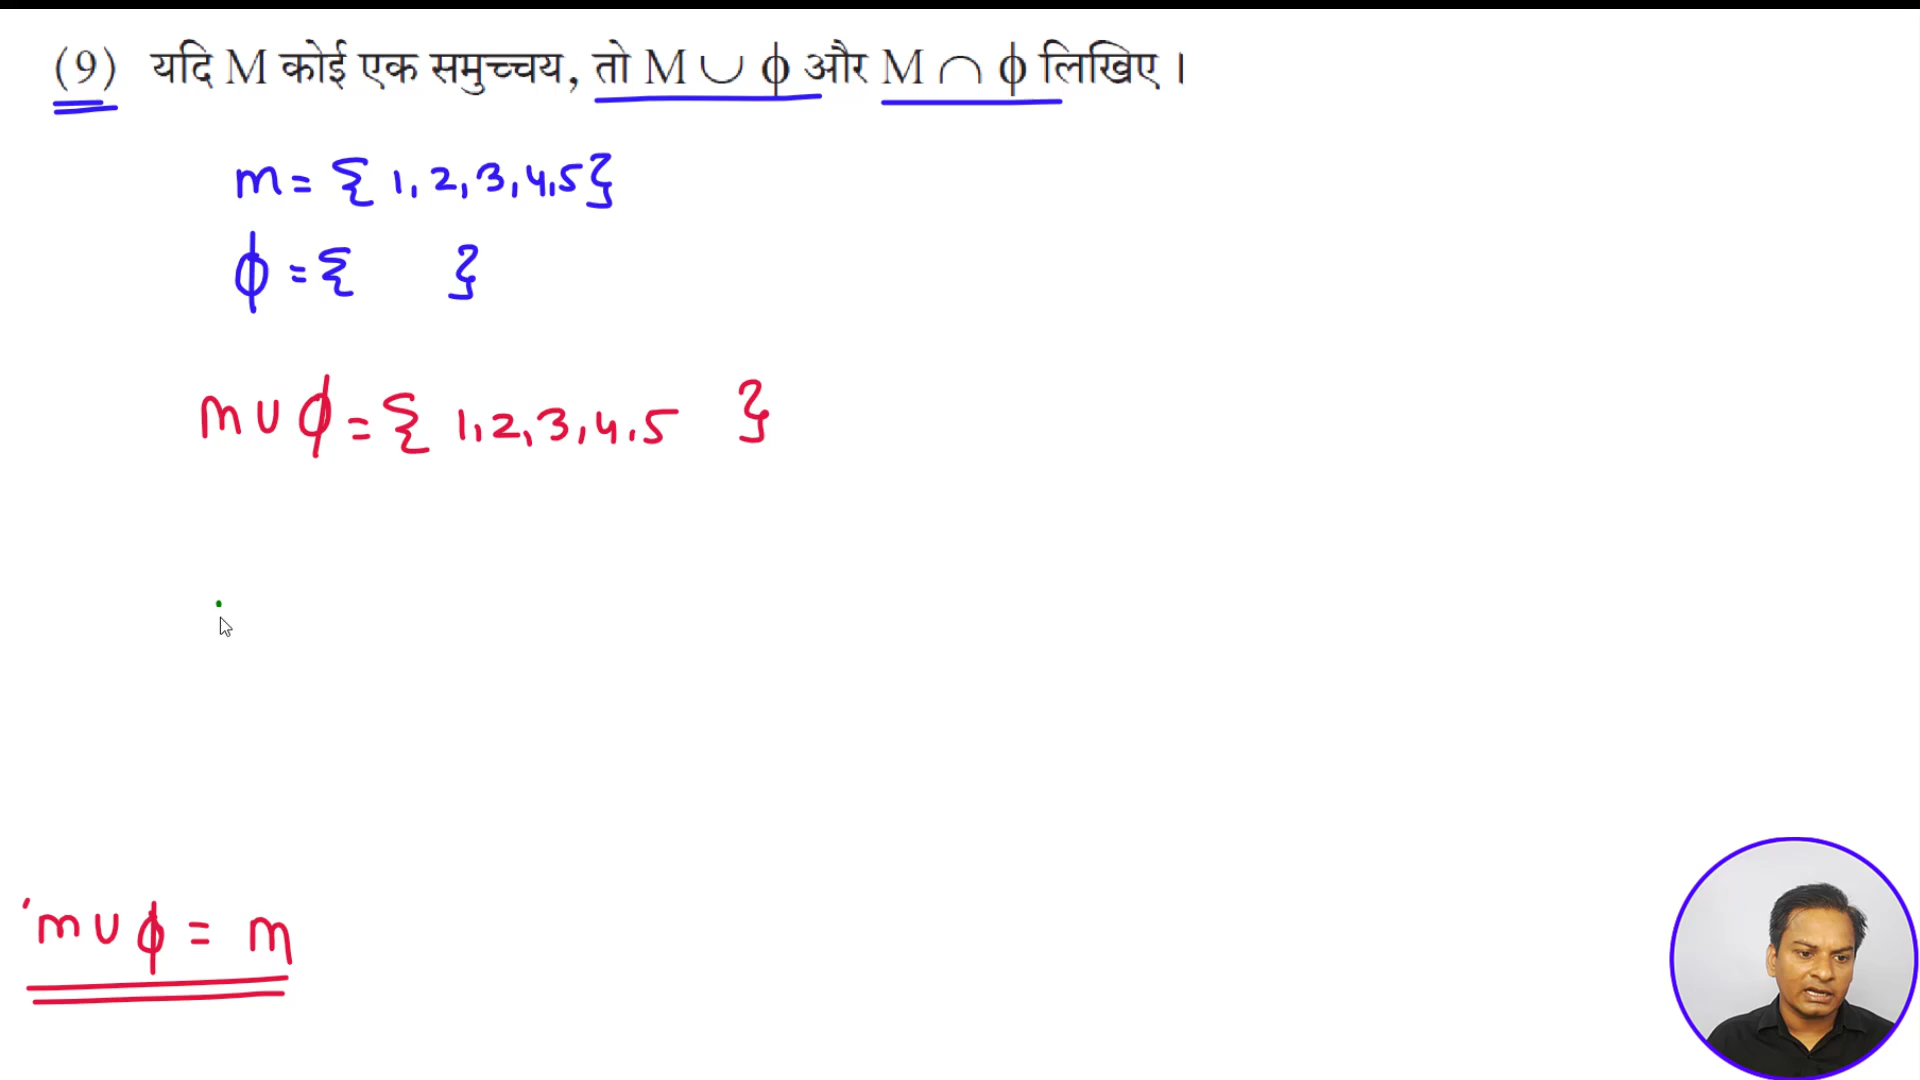 (9) यदि M कोई एक समुच्चय, तो M ∪ ϕ और M ∩ ϕ लिखिए ।
m = { 1, 2, 3, 4, 5 }
ϕ = { }
m ∪ ϕ = { 1, 2, 3, 4, 5 }
m ∪ ϕ = m